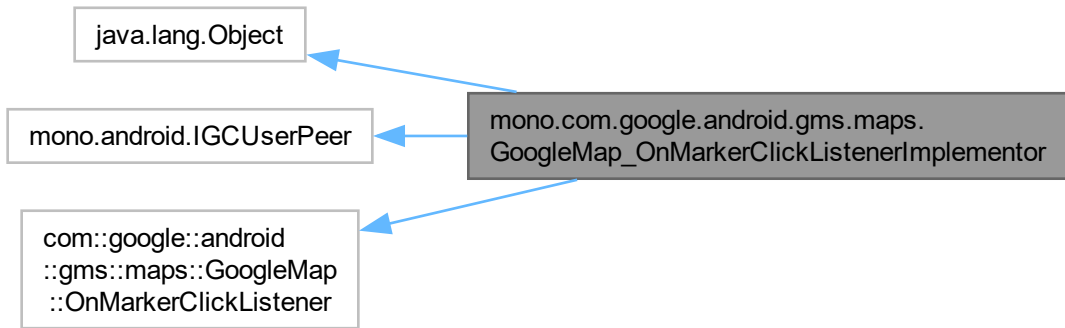 java.lang.Object
mono.android.IGCUserPeer
mono.com.google.android.gms.maps.
GoogleMap_OnMarkerClickListenerImplementor
com::google::android
::gms::maps::GoogleMap
::OnMarkerClickListener